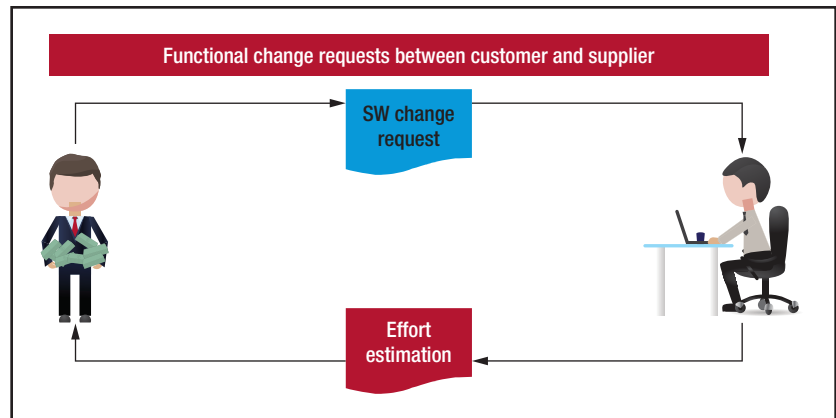 Functional change requests between customer and supplier
SW change
request
Effort
estimation